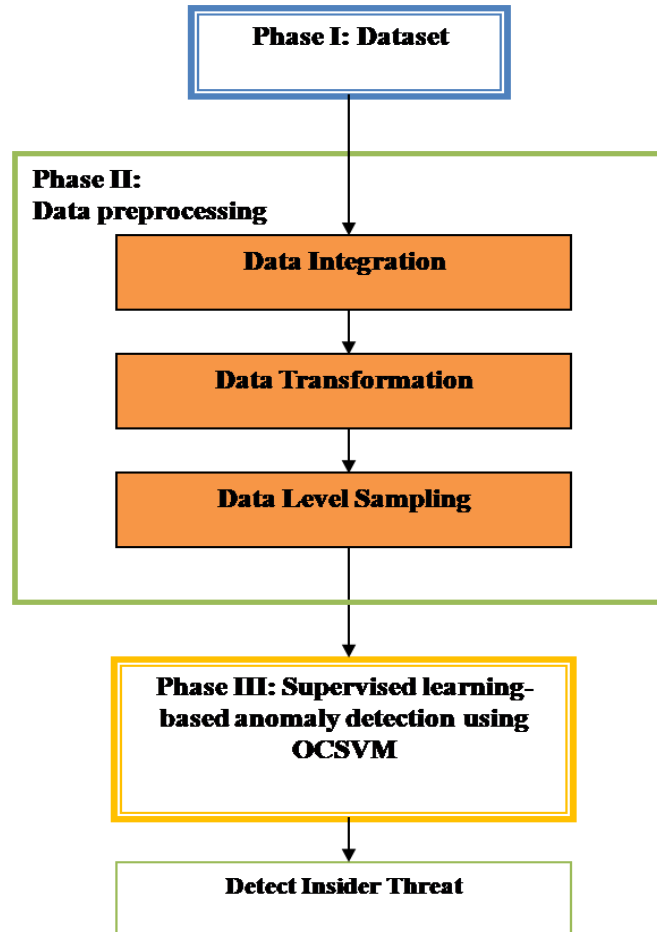 Phase I: Dataset
Phase II:
Data preprocessing
Data Integration
Data Transformation
Data Level Sampling
Phase III: Supervised learning-
based anomaly detection using
OCSVM
Detect Insider Threat